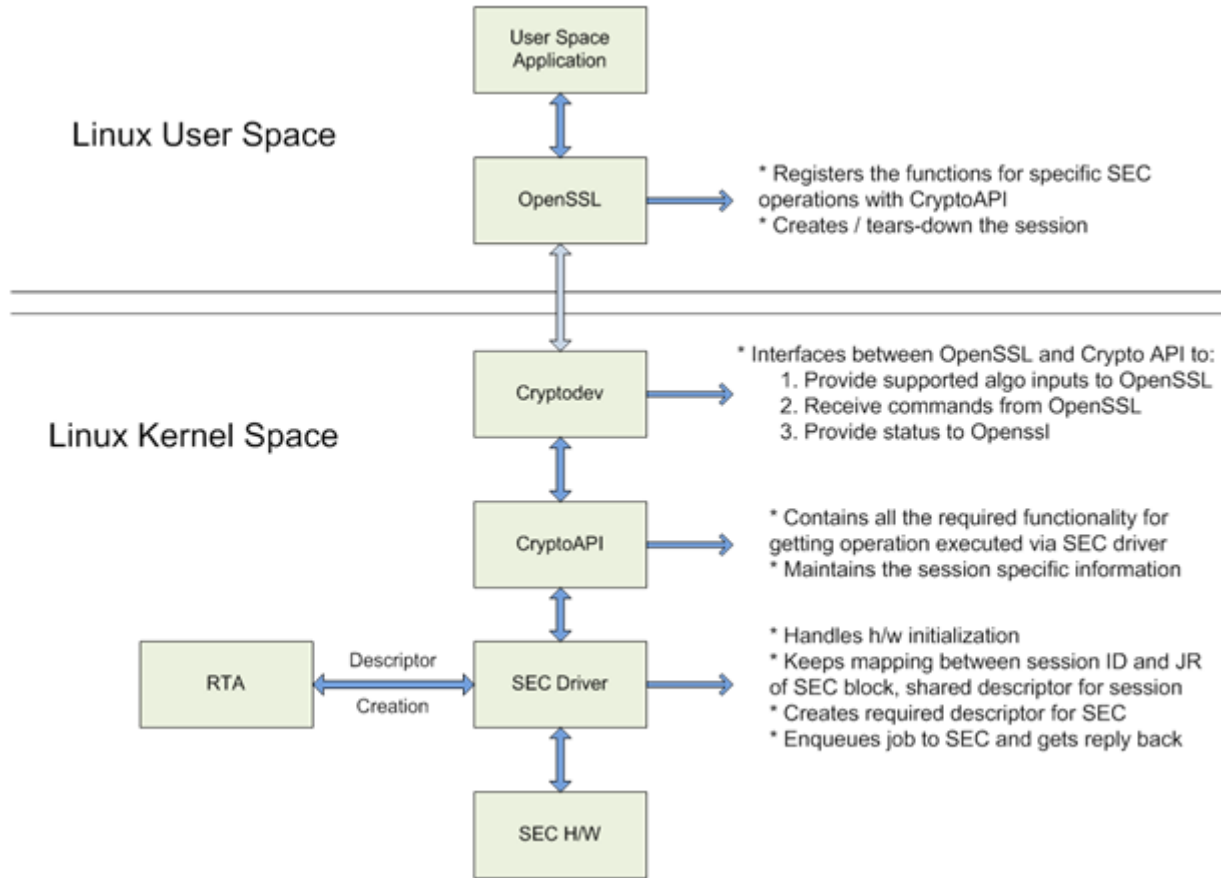 User Space
Application
Linux User Space
OpenSSL
* Registers the functions for specific SEC
operations with CryptoAPI
* Creates / tears-down the session
Cryptodev
* Interfaces between OpenSSL and Crypto API to:
1. Provide supported algo inputs to OpenSSL
2. Receive commands from OpenSSL
3. Provide status to Openssl
Linux Kernel Space
CryptoAPI
* Contains all the required functionality for
getting operation executed via SEC driver
* Maintains the session specific information
RTA
Descriptor
Creation
SEC Driver
* Handles h/w initialization
* Keeps mapping between session ID and JR
of SEC block, shared descriptor for session
* Creates required descriptor for SEC
* Enqueues job to SEC and gets reply back
SEC H/W